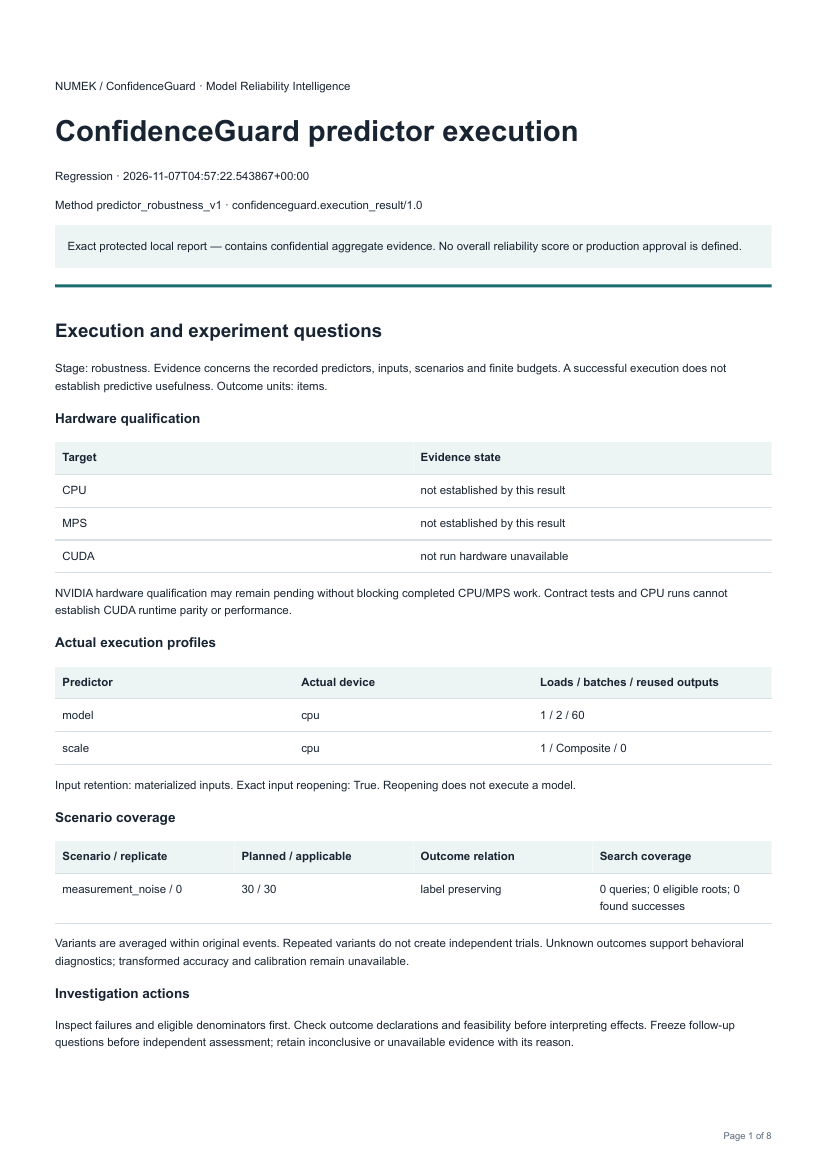 NUMEK / ConfidenceGuard · Model Reliability Intelligence
ConfidenceGuard predictor execution
Regression · 2026-11-07T04:57:22.543867+00:00
Method predictor_robustness_v1 · confidenceguard.execution_result/1.0
Exact protected local report — contains confidential aggregate evidence. No overall reliability score or production approval is defined.
Execution and experiment questions
Stage: robustness. Evidence concerns the recorded predictors, inputs, scenarios and finite budgets. A successful execution does not
establish predictive usefulness. Outcome units: items.
Hardware qualification
Target Evidence state
CPU not established by this result
MPS not established by this result
CUDA not run hardware unavailable
NVIDIA hardware qualification may remain pending without blocking completed CPU/MPS work. Contract tests and CPU runs cannot
establish CUDA runtime parity or performance.
Actual execution profiles
Predictor Actual device Loads / batches / reused outputs
model cpu 1 / 2 / 60
scale cpu 1 / Composite / 0
Input retention: materialized inputs. Exact input reopening: True. Reopening does not execute a model.
Scenario coverage
Scenario / replicate Planned / applicable Outcome relation Search coverage
measurement_noise / 0 30 / 30 label preserving 0 queries; 0 eligible roots; 0
found successes
Variants are averaged within original events. Repeated variants do not create independent trials. Unknown outcomes support behavioral
diagnostics; transformed accuracy and calibration remain unavailable.
Investigation actions
Inspect failures and eligible denominators first. Check outcome declarations and feasibility before interpreting effects. Freeze follow-up
questions before independent assessment; retain inconclusive or unavailable evidence with its reason.
Page 1 of 8